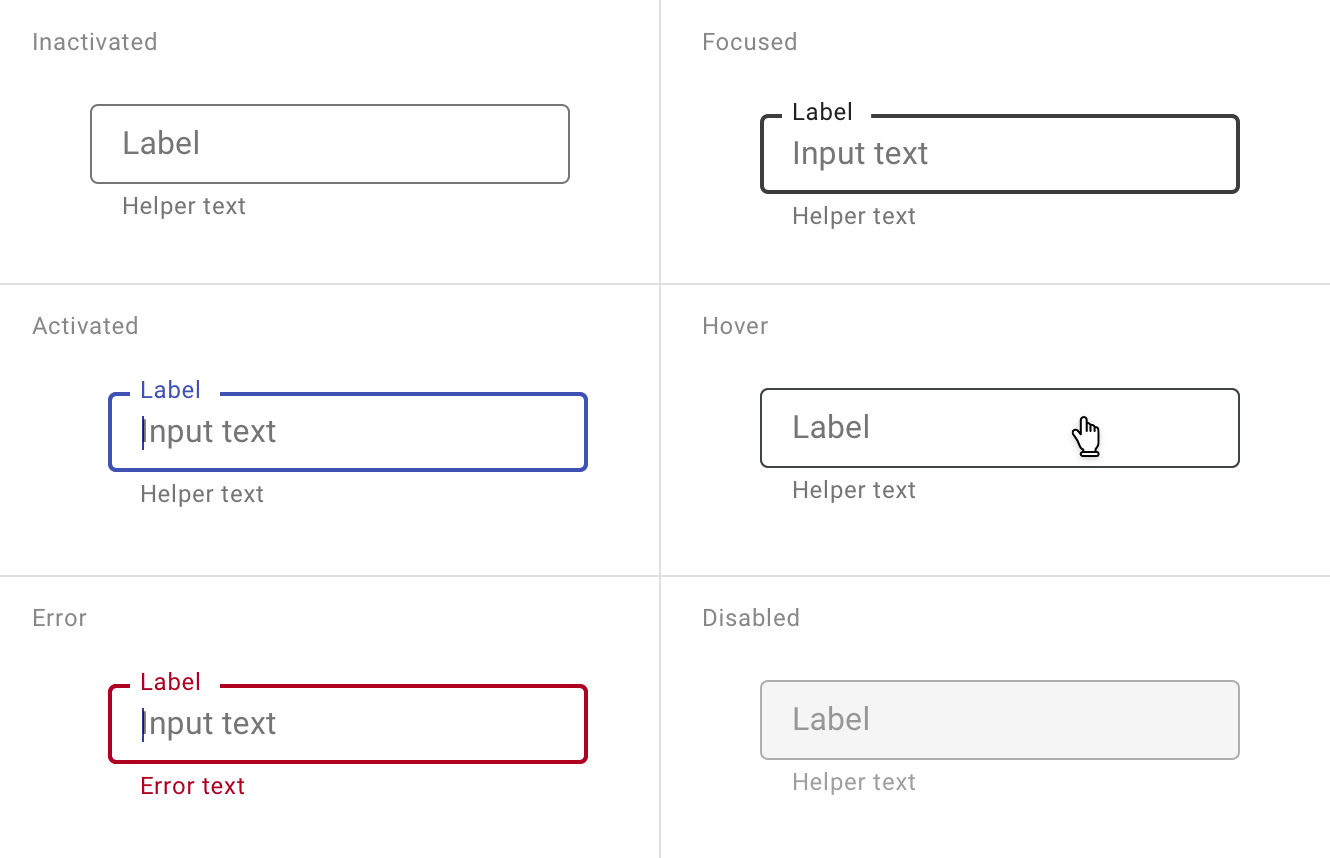 Inactivated
Label
Helper text
Focused
Label
Input text
Helper text
Activated
Label
Input text
Helper text
Hover
Label
Helper text
Error
Label
Input text
Error text
Disabled
Label
Helper text